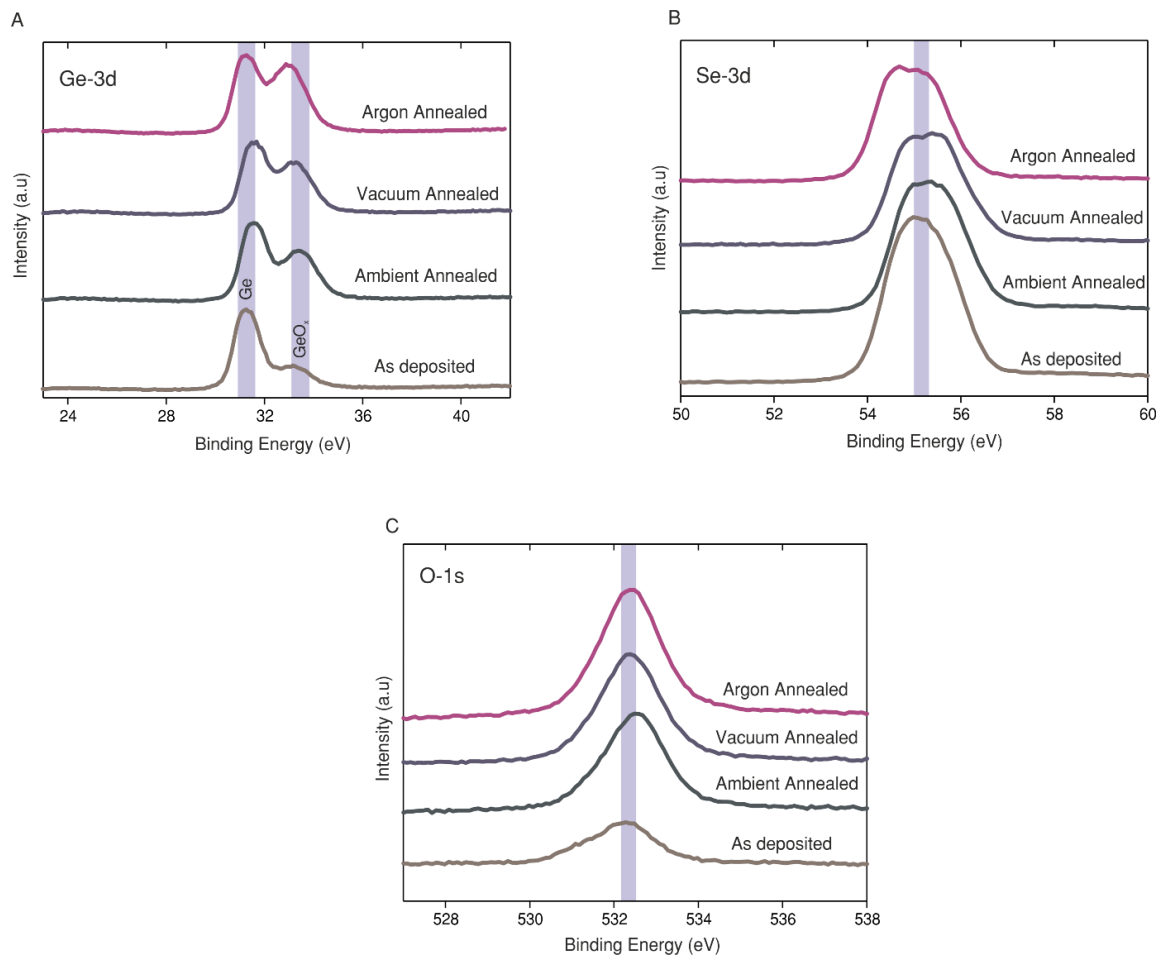 A
Ge-3d
Argon Annealed
Vacuum Annealed
Ambient Annealed
As deposited
Ge
GeOₓ
Intensity (a.u)
24 28 32 36 40
Binding Energy (eV)
B
Se-3d
Argon Annealed
Vacuum Annealed
Ambient Annealed
As deposited
Intensity (a.u)
50 52 54 56 58 60
Binding Energy (eV)
C
O-1s
Argon Annealed
Vacuum Annealed
Ambient Annealed
As deposited
Intensity (a.u)
528 530 532 534 536 538
Binding Energy (eV)